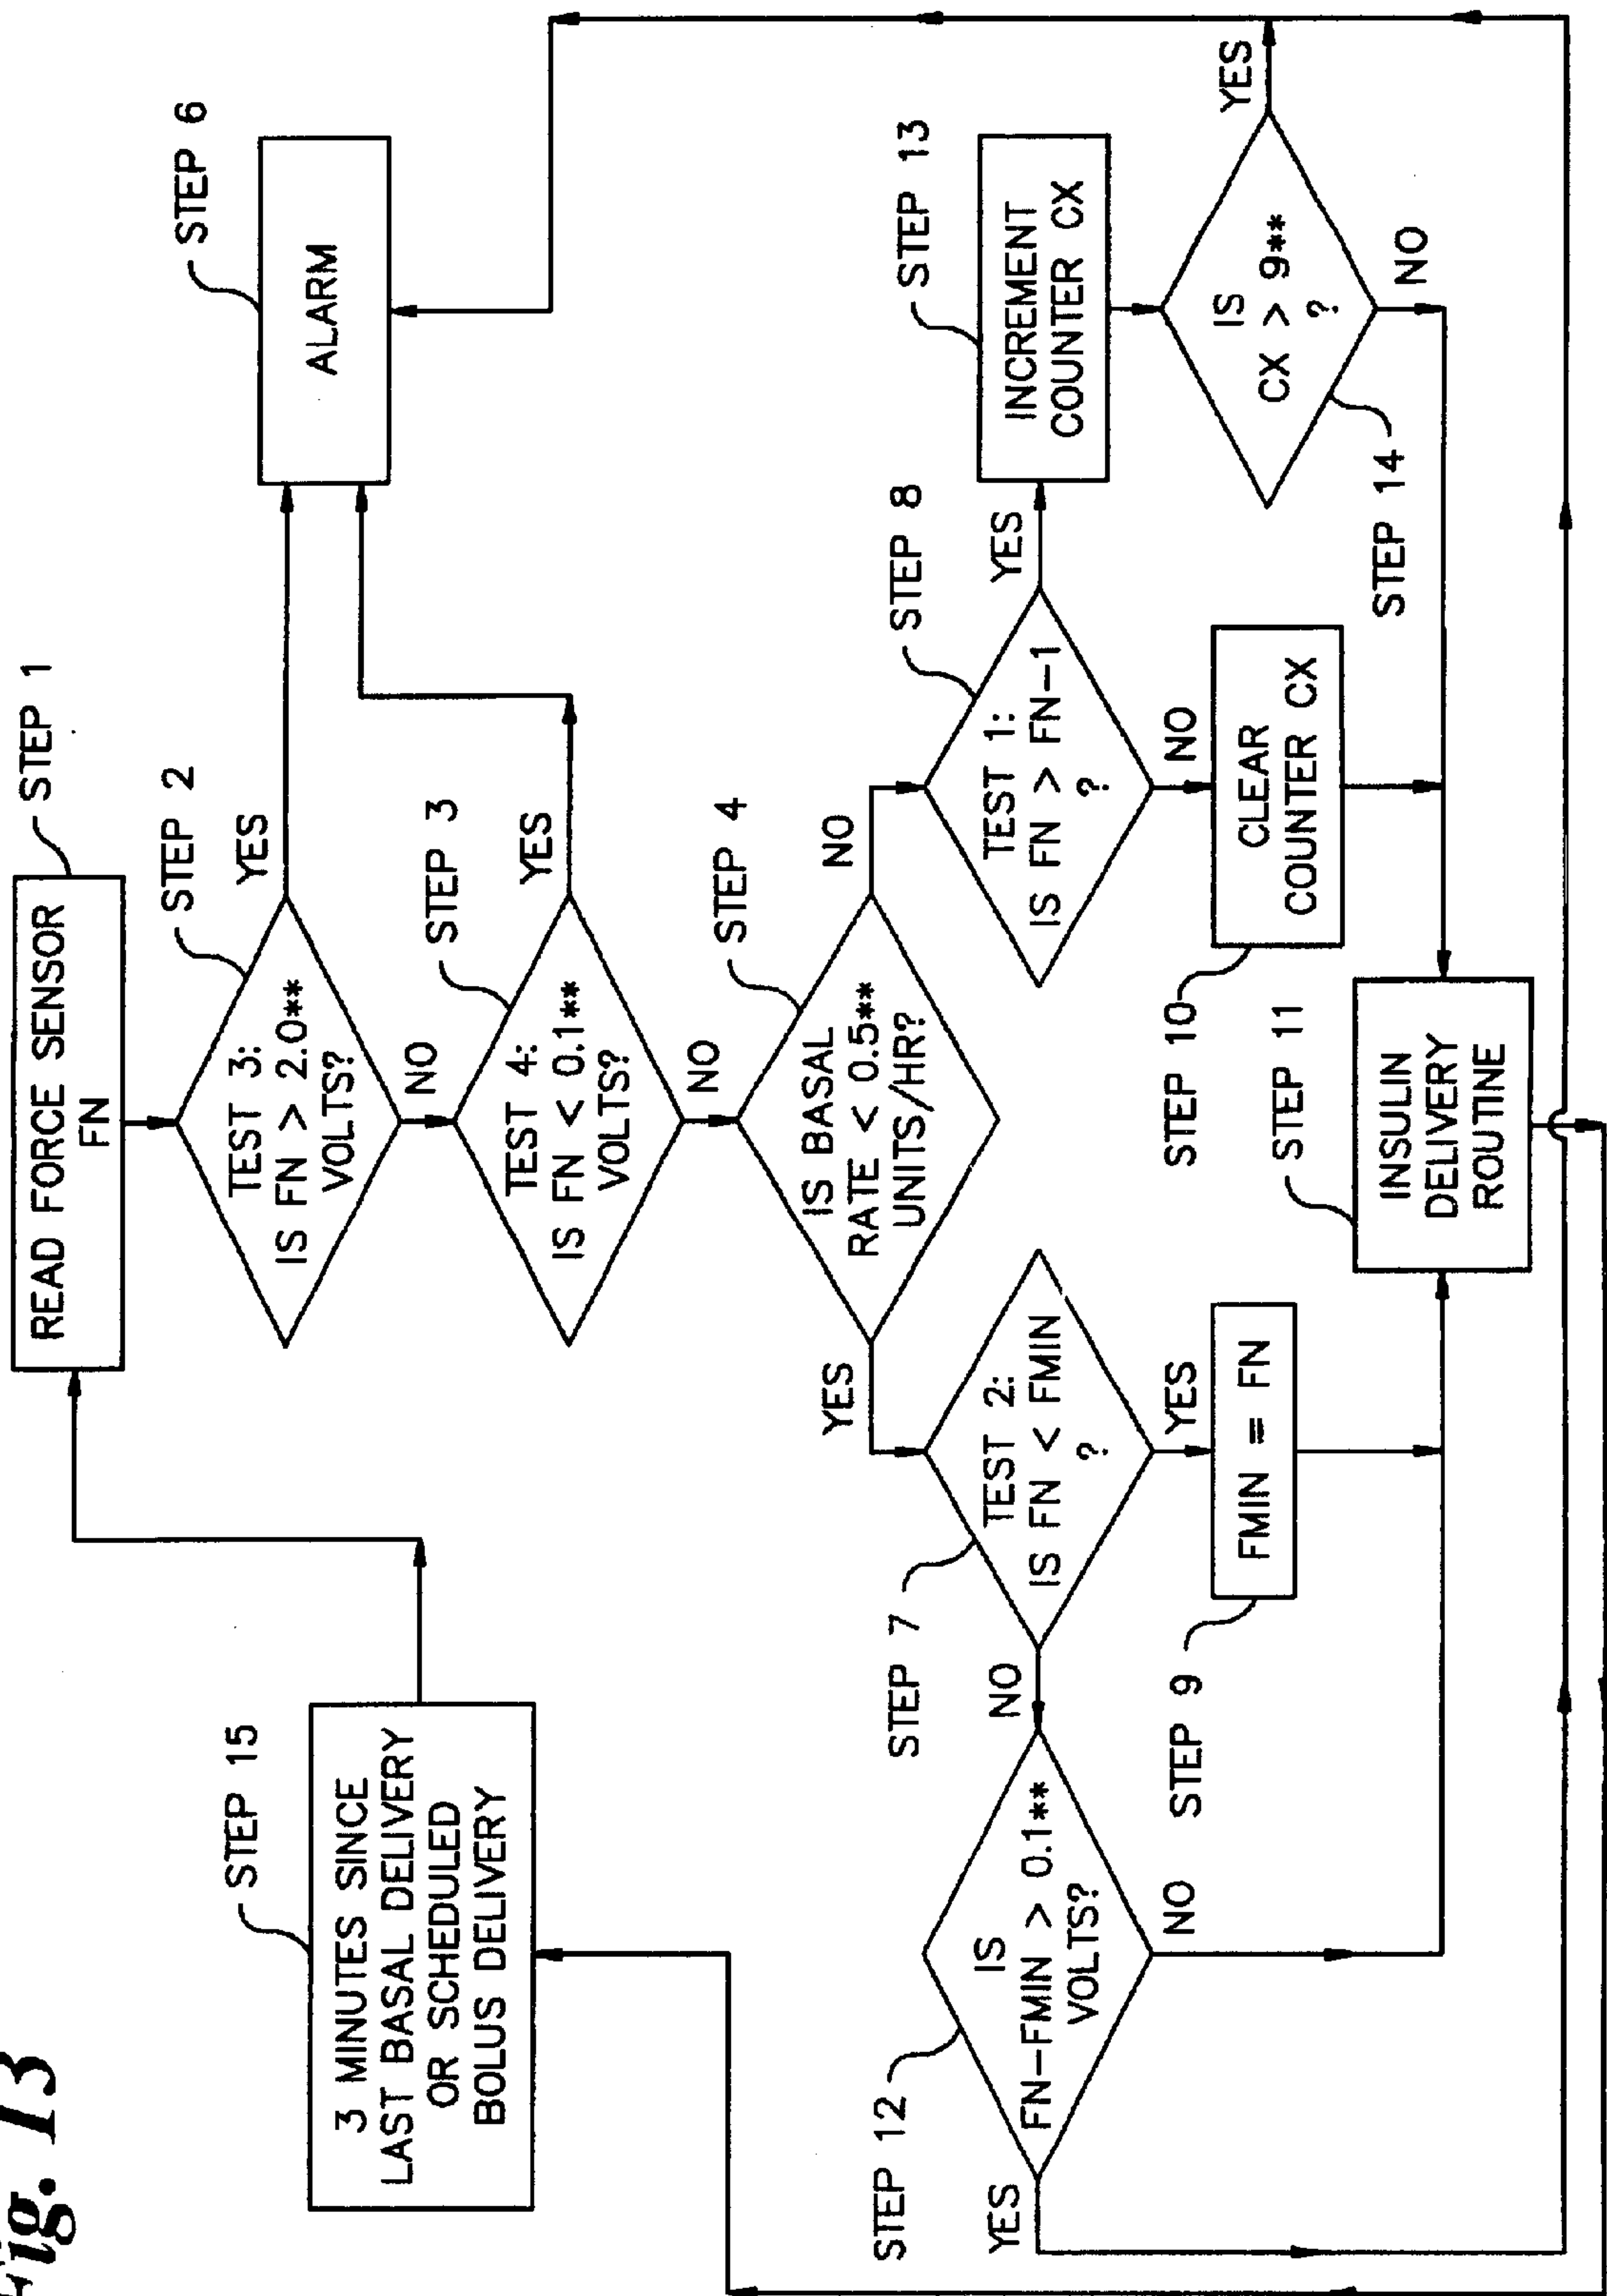 Fig. 13
READ FORCE SENSOR
FN
STEP 1
TEST 3:
IS FN > 2.0**
VOLTS?
STEP 2
YES
NO
ALARM
STEP 6
TEST 4:
IS FN < 0.1**
VOLTS?
STEP 3
YES
NO
3 MINUTES SINCE
LAST BASAL DELIVERY
OR SCHEDULED
BOLUS DELIVERY
STEP 15
IS BASAL
RATE < 0.5**
UNITS/HR?
STEP 4
YES
NO
TEST 2:
IS FN < FMIN
?
STEP 7
NO
YES
TEST 1:
IS FN > FN-1
?
STEP 8
YES
NO
INCREMENT
COUNTER CX
STEP 13
IS
FN-FMIN > 0.1**
VOLTS?
STEP 12
YES
NO
FMIN = FN
STEP 9
CLEAR
COUNTER CX
STEP 10
IS
CX > 9**
?
STEP 14
YES
NO
INSULIN
DELIVERY
ROUTINE
STEP 11